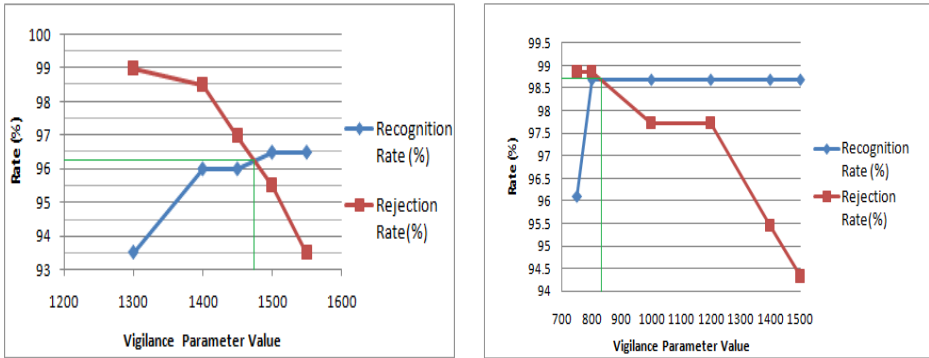 100
99
98
97
96
95
94
93
Rate (%)
1200 1300 1400 1500 1600
Vigilance Parameter Value
Recognition
Rate (%)
Rejection
Rate(%)
99.5
99
98.5
98
97.5
97
96.5
96
95.5
95
94.5
94
Rate (%)
700 800 900 1000 1100 1200 1300 1400 1500
Vigilance Parameter Value
Recognition
Rate (%)
Rejection
Rate(%)